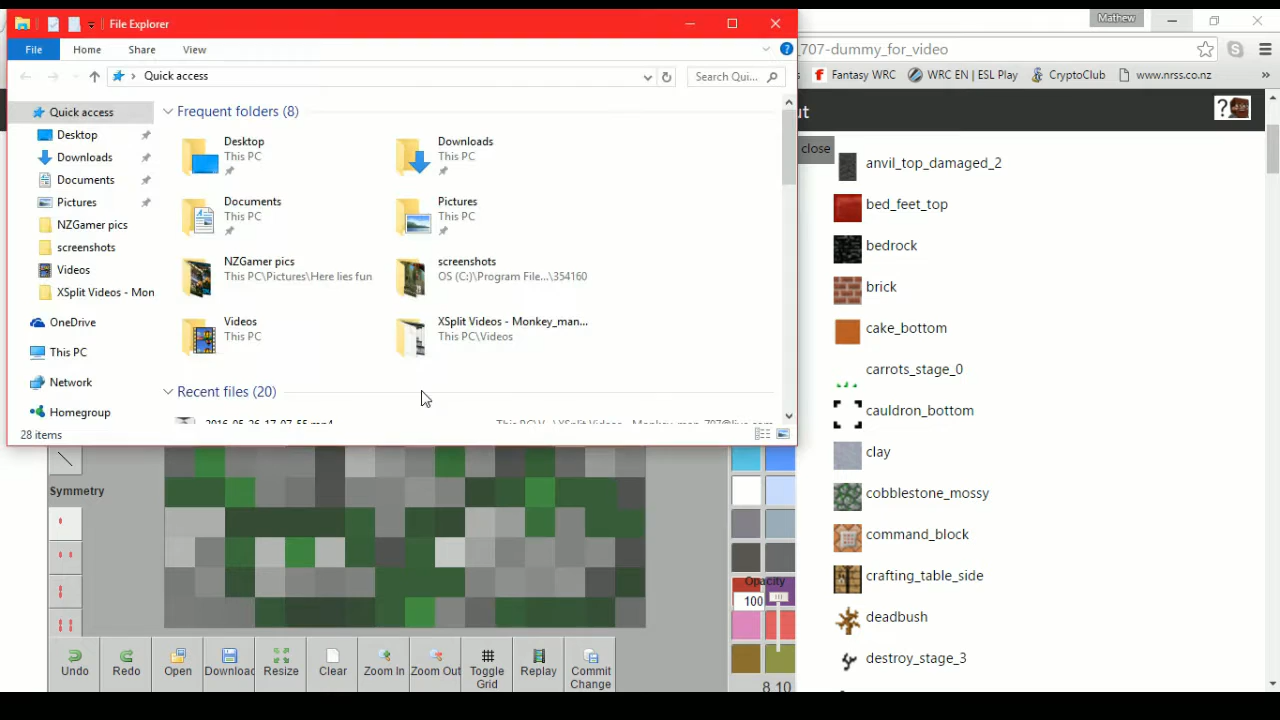 File Explorer
Mathew
File Home Share View
_707-dummy_for_video
Quick access
Search Qui...
Fantasy WRC WRC EN | ESL Play CryptoClub www.nrss.co.nz »
ut
Quick access
Desktop
Downloads
Documents
Pictures
NZGamer pics
screenshots
Videos
XSplit Videos - Mon
OneDrive
This PC
Network
Homegroup
Frequent folders (8)
Desktop
This PC
Downloads
This PC
Documents
This PC
Pictures
This PC
NZGamer pics
This PC\Pictures\Here lies fun
screenshots
OS (C:)\Program File...\354160
Videos
This PC
XSplit Videos - Monkey_man...
This PC\Videos
Recent files (20)
28 items
close
anvil_top_damaged_2
bed_feet_top
bedrock
brick
cake_bottom
carrots_stage_0
cauldron_bottom
clay
cobblestone_mossy
command_block
crafting_table_side
deadbush
destroy_stage_3
Symmetry
Opacity
100
Undo
Redo
Open
Download
Resize
Clear
Zoom In
Zoom Out
Toggle Grid
Replay
Commit Change
8 10